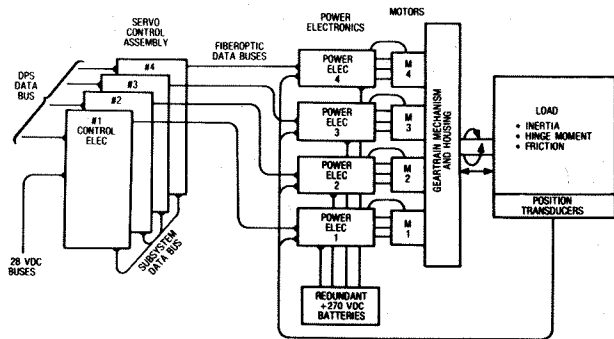 SERVO
CONTROL
ASSEMBLY
POWER
ELECTRONICS
MOTORS
FIBEROPTIC
DATA BUSES
DPS
DATA
BUS
#4
#3
#2
#1
CONTROL
ELEC
28 VDC
BUSES
SUBSYSTEM
DATA BUS
POWER
ELEC
4
POWER
ELEC
3
POWER
ELEC
2
POWER
ELEC
1
M
4
M
3
M
2
M
1
GEARTRAIN MECHANISM
AND HOUSING
LOAD
• INERTIA
• HINGE MOMENT
• FRICTION
POSITION
TRANSDUCERS
REDUNDANT
+270 VDC
BATTERIES